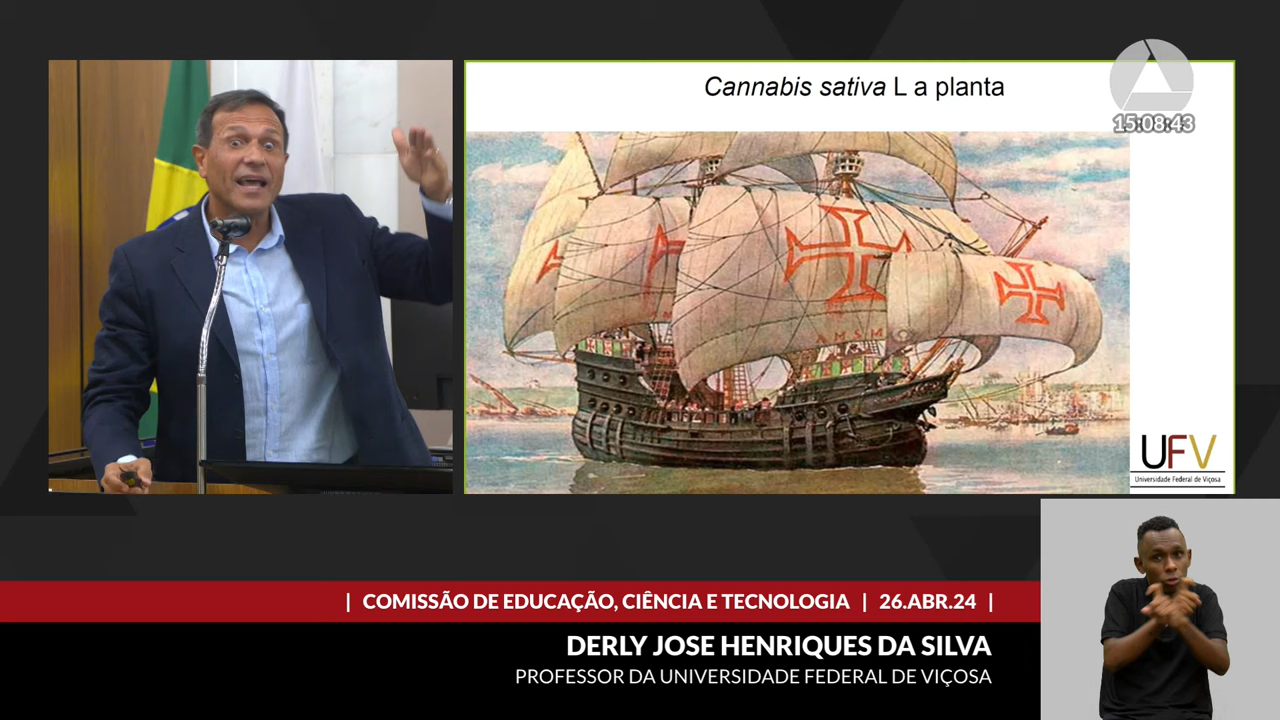 Cannabis sativa L a planta
15:08:43
UFV
Universidade Federal de Viçosa
| COMISSÃO DE EDUCAÇÃO, CIÊNCIA E TECNOLOGIA | 26.ABR.24 |
DERLY JOSE HENRIQUES DA SILVA
PROFESSOR DA UNIVERSIDADE FEDERAL DE VIÇOSA